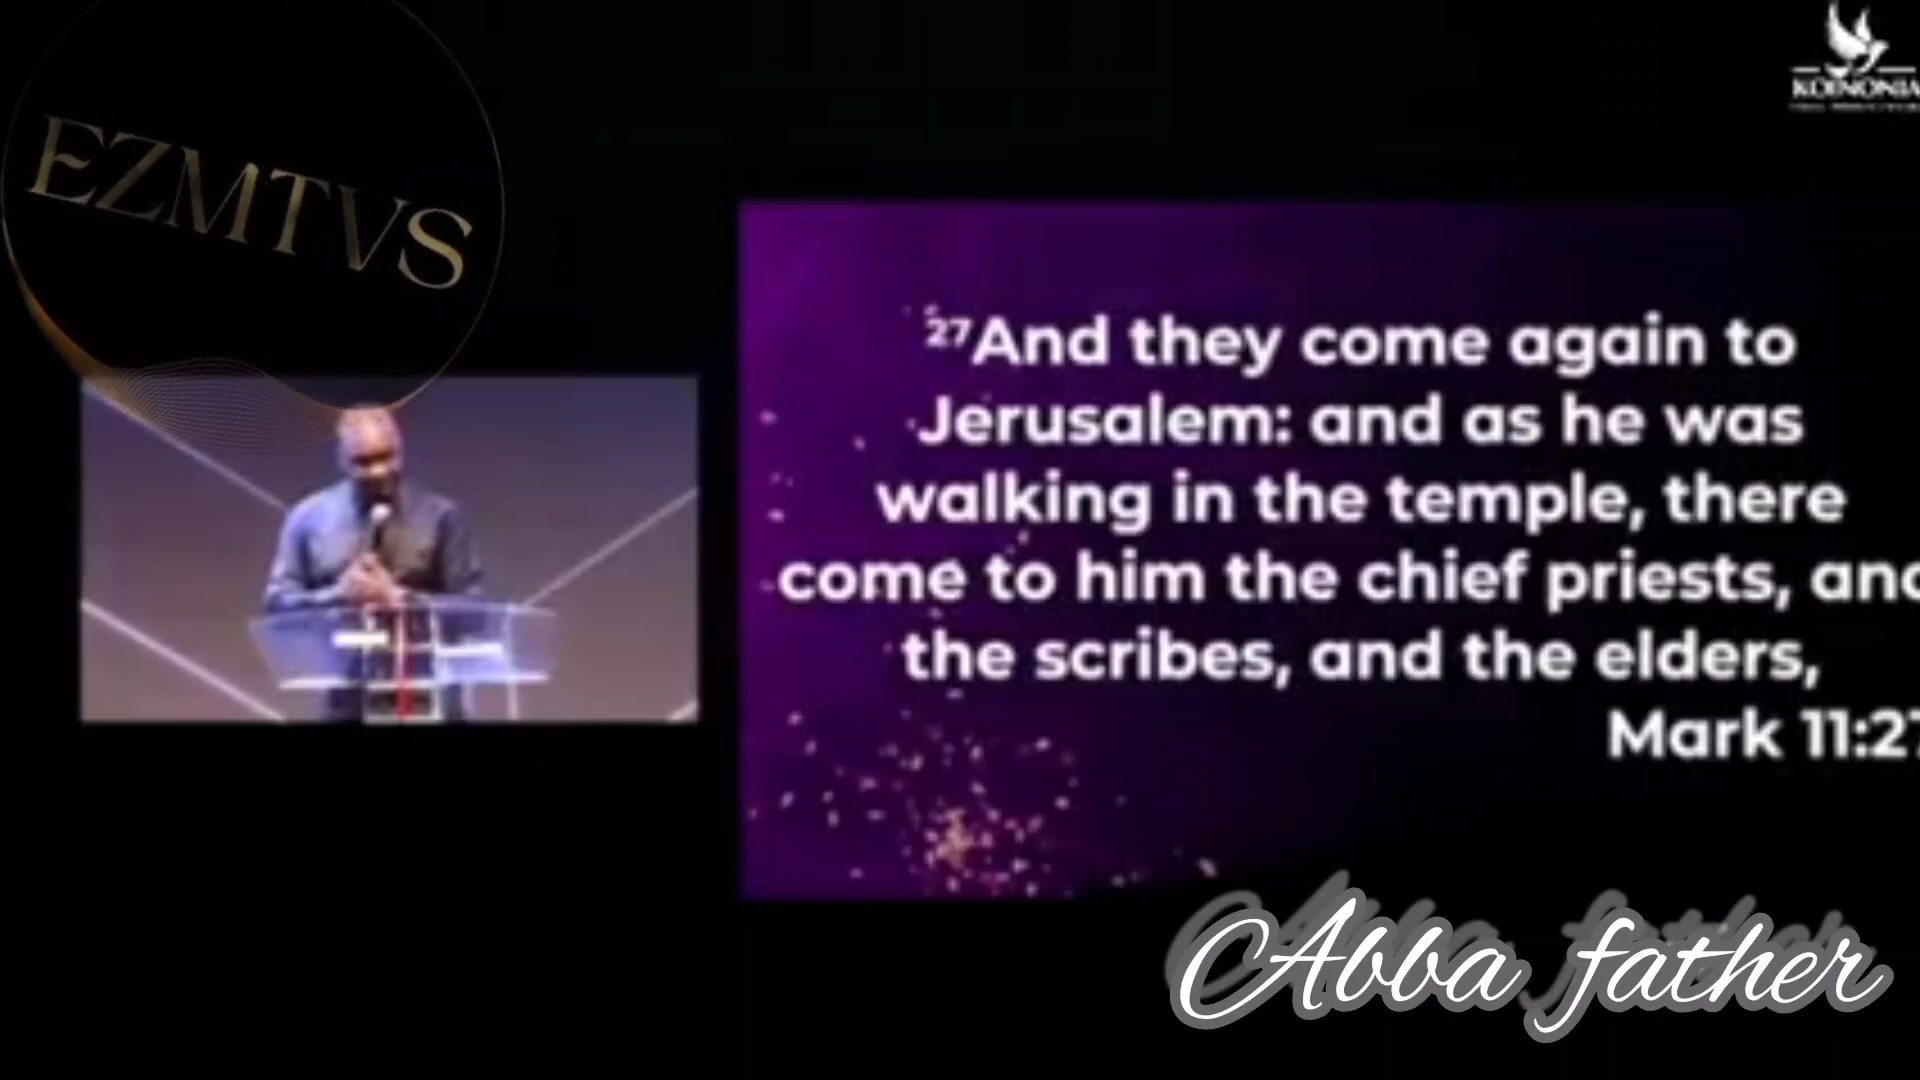 EZMTVS
KOINONIA
27And they come again to
Jerusalem: and as he was
walking in the temple, there
come to him the chief priests, and
the scribes, and the elders,
Mark 11:27
Abba father